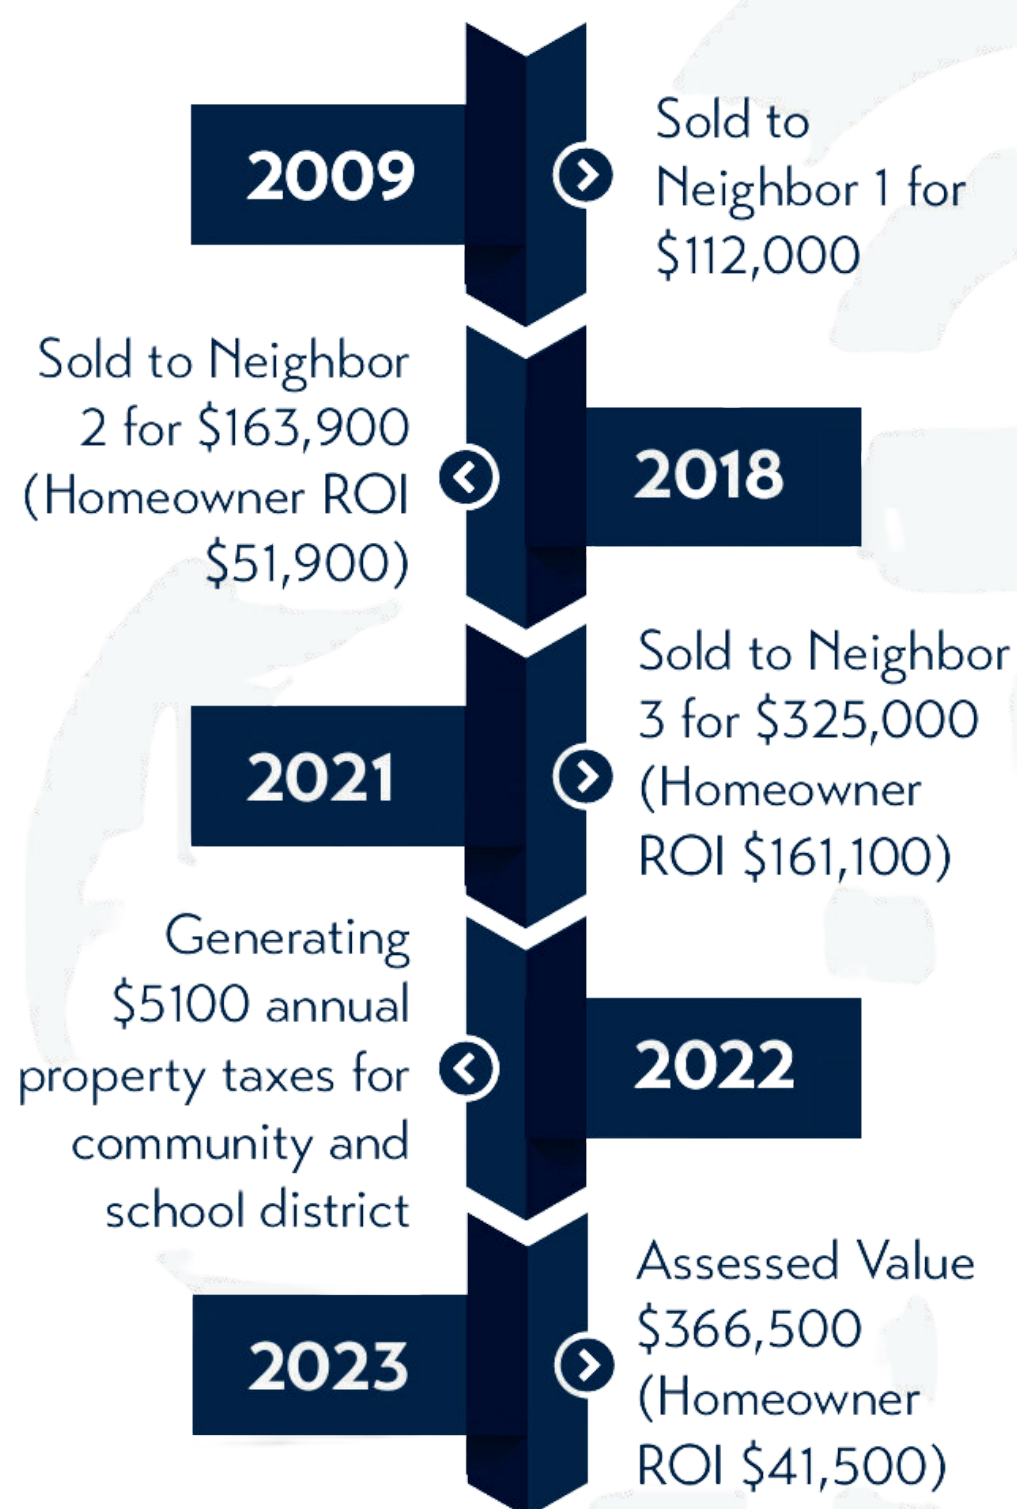 2009
Sold to
Neighbor 1 for
$112,000
Sold to Neighbor
2 for $163,900
(Homeowner ROI
$51,900)
2018
2021
Sold to Neighbor
3 for $325,000
(Homeowner
ROI $161,100)
Generating
$5100 annual
property taxes for
community and
school district
2022
2023
Assessed Value
$366,500
(Homeowner
ROI $41,500)